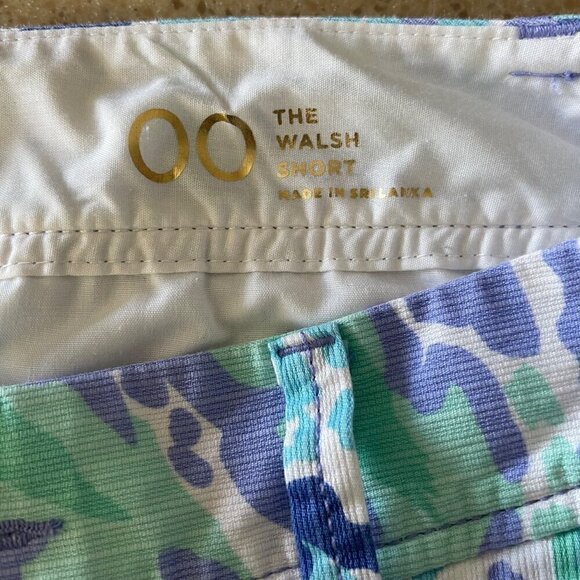 00
THE
WALSH
SHORT
MADE IN SRI LANKA